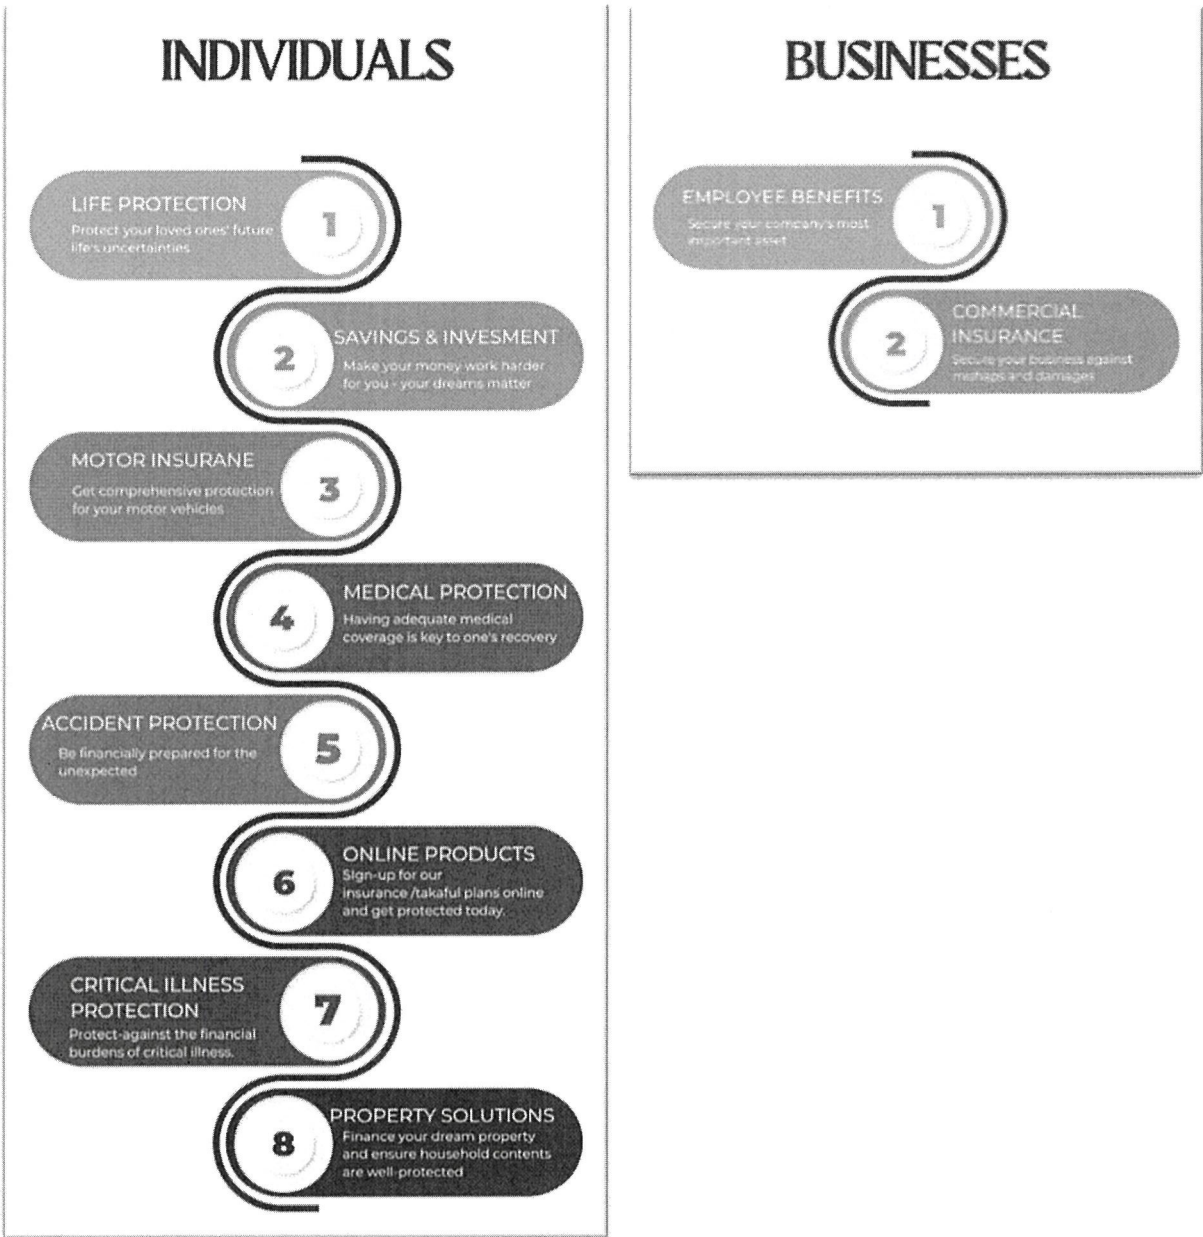 INDIVIDUALS
1
LIFE PROTECTION
Protect your loved ones' future
life's uncertainties
2
SAVINGS & INVESMENT
Make your money work harder
for you - your dreams matter
3
MOTOR INSURANE
Get comprehensive protection
for your motor vehicles
4
MEDICAL PROTECTION
Having adequate medical
coverage is key to one's recovery
5
ACCIDENT PROTECTION
Be financially prepared for the
unexpected
6
ONLINE PRODUCTS
Sign-up for our
insurance /takaful plans online
and get protected today.
7
CRITICAL ILLNESS
PROTECTION
Protect-against the financial
burdens of critical illness.
8
PROPERTY SOLUTIONS
Finance your dream property
and ensure household contents
are well-protected
BUSINESSES
1
EMPLOYEE BENEFITS
Secure your company's most
important asset
2
COMMERCIAL
INSURANCE
Secure your business against
mishaps and damages